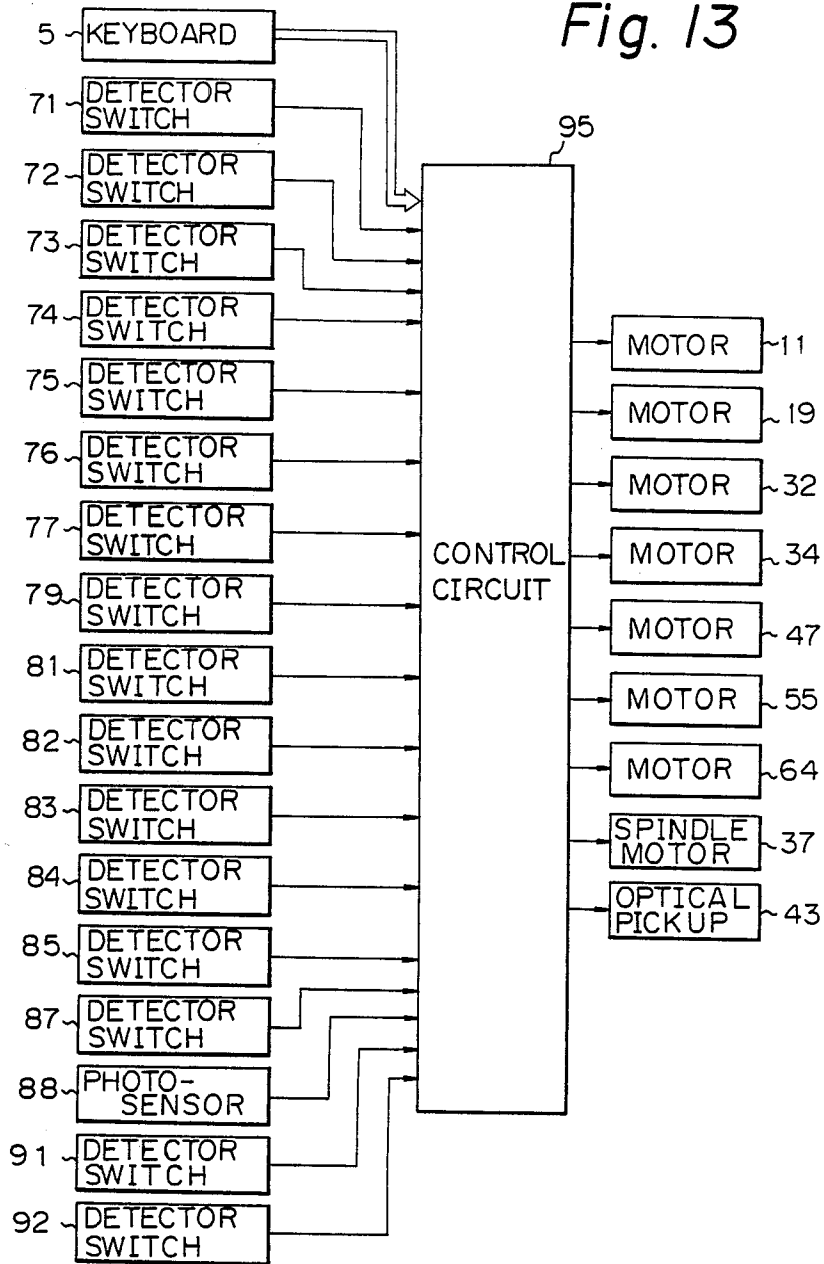 Fig. 13
5 KEYBOARD
71 DETECTOR
SWITCH
72 DETECTOR
SWITCH
73 DETECTOR
SWITCH
74 DETECTOR
SWITCH
75 DETECTOR
SWITCH
76 DETECTOR
SWITCH
77 DETECTOR
SWITCH
79 DETECTOR
SWITCH
81 DETECTOR
SWITCH
82 DETECTOR
SWITCH
83 DETECTOR
SWITCH
84 DETECTOR
SWITCH
85 DETECTOR
SWITCH
87 DETECTOR
SWITCH
88 PHOTO-
SENSOR
91 DETECTOR
SWITCH
92 DETECTOR
SWITCH
95
CONTROL
CIRCUIT
MOTOR 11
MOTOR 19
MOTOR 32
MOTOR 34
MOTOR 47
MOTOR 55
MOTOR 64
SPINDLE
MOTOR 37
OPTICAL
PICKUP 43